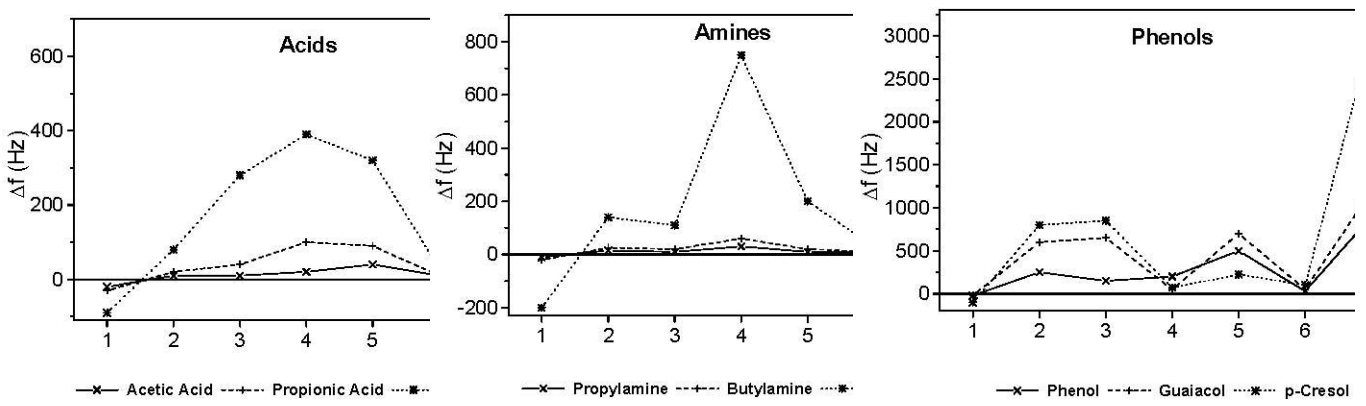 Acids
Δf (Hz)
600
400
200
0
1 2 3 4 5
Acetic Acid Propionic Acid
Amines
Δf (Hz)
800
600
400
200
0
-200
1 2 3 4 5
Propylamine Butylamine
Phenols
Δf (Hz)
3000
2500
2000
1500
1000
500
0
1 2 3 4 5 6
Phenol Guaiacol p-Cresol